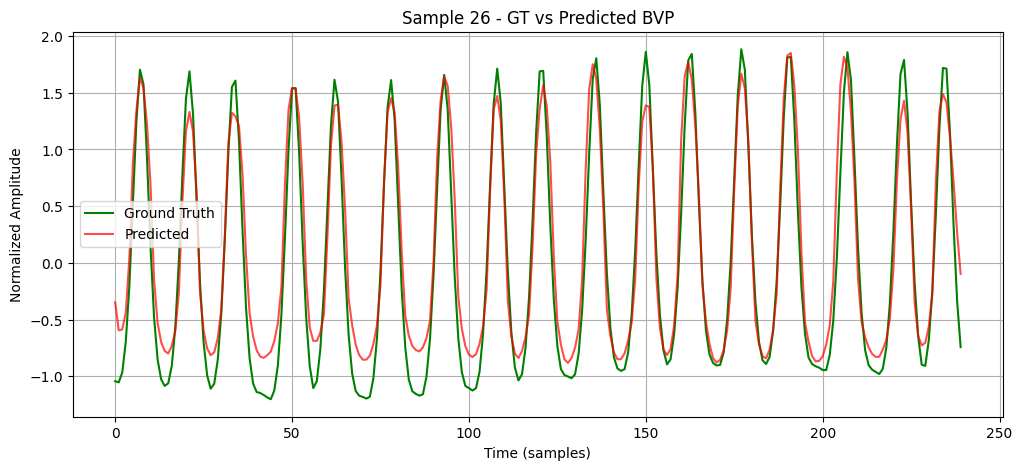 Sample 26 - GT vs Predicted BVP
Normalized Amplitude
2.0
1.5
1.0
0.5
0.0
−0.5
−1.0
Ground Truth
Predicted
0 50 100 150 200 250
Time (samples)